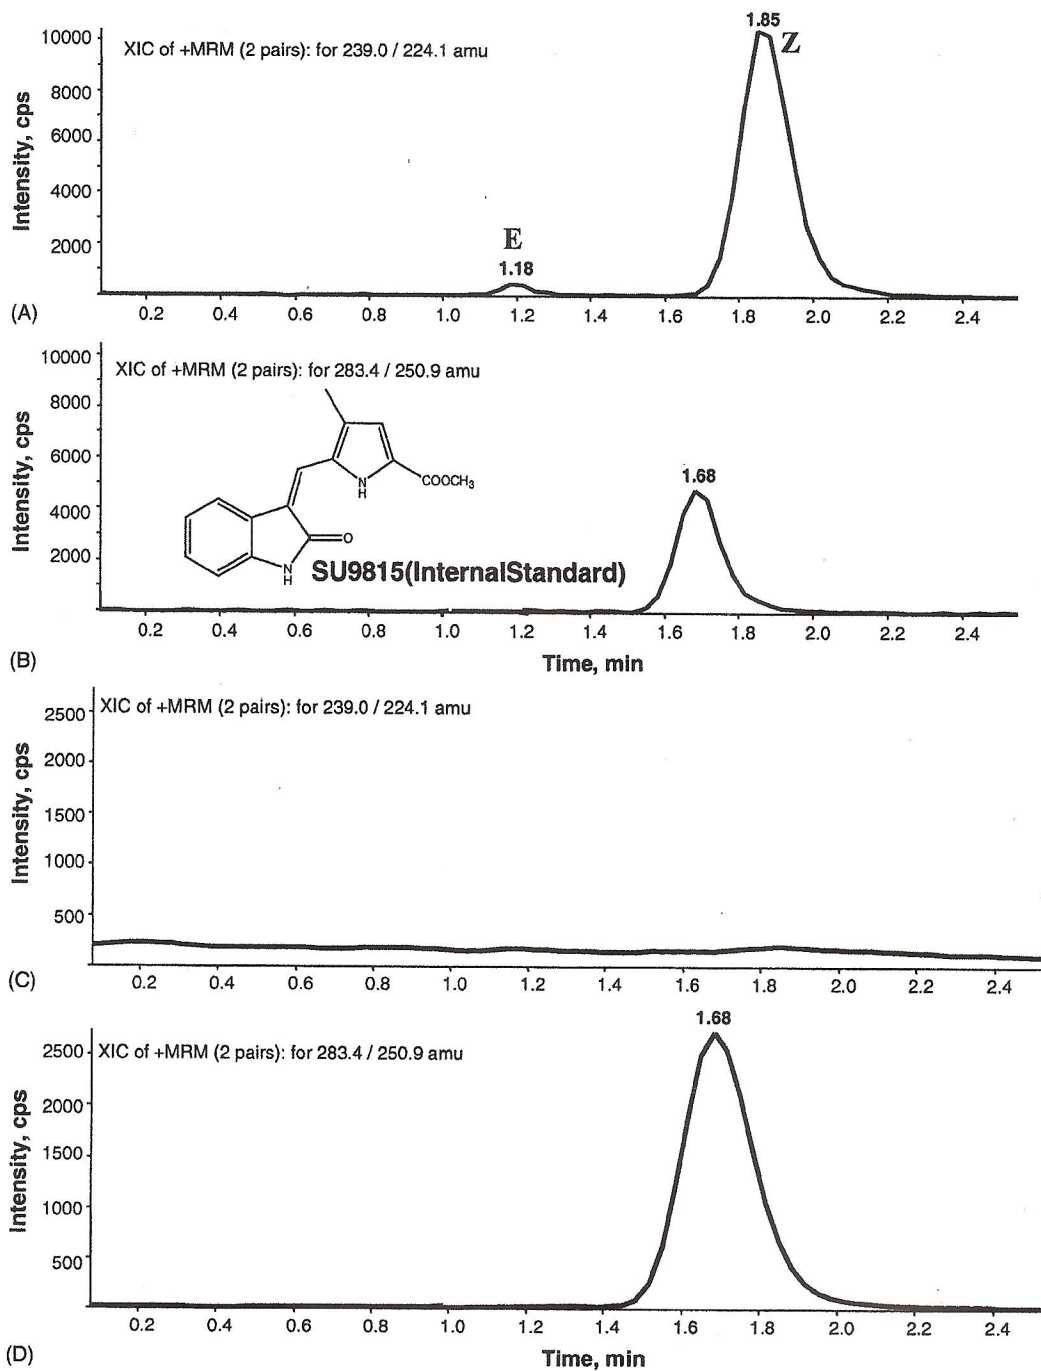 1.85
10000
XIC of +MRM (2 pairs): for 239.0 / 224.1 amu
Z
8000
6000
4000
2000
E
1.18
Intensity, cps
0.2 0.4 0.6 0.8 1.0 1.2 1.4 1.6 1.8 2.0 2.2 2.4
(A)
10000
XIC of +MRM (2 pairs): for 283.4 / 250.9 amu
8000
6000
4000
2000
1.68
Intensity, cps
N
H
COOCH3
O
N
H
SU9815(InternalStandard)
0.2 0.4 0.6 0.8 1.0 1.2 1.4 1.6 1.8 2.0 2.2 2.4
(B)
Time, min
XIC of +MRM (2 pairs): for 239.0 / 224.1 amu
2500
2000
1500
1000
500
Intensity, cps
0.2 0.4 0.6 0.8 1.0 1.2 1.4 1.6 1.8 2.0 2.2 2.4
(C)
1.68
XIC of +MRM (2 pairs): for 283.4 / 250.9 amu
2500
2000
1500
1000
500
Intensity, cps
0.2 0.4 0.6 0.8 1.0 1.2 1.4 1.6 1.8 2.0 2.2 2.4
(D)
Time, min